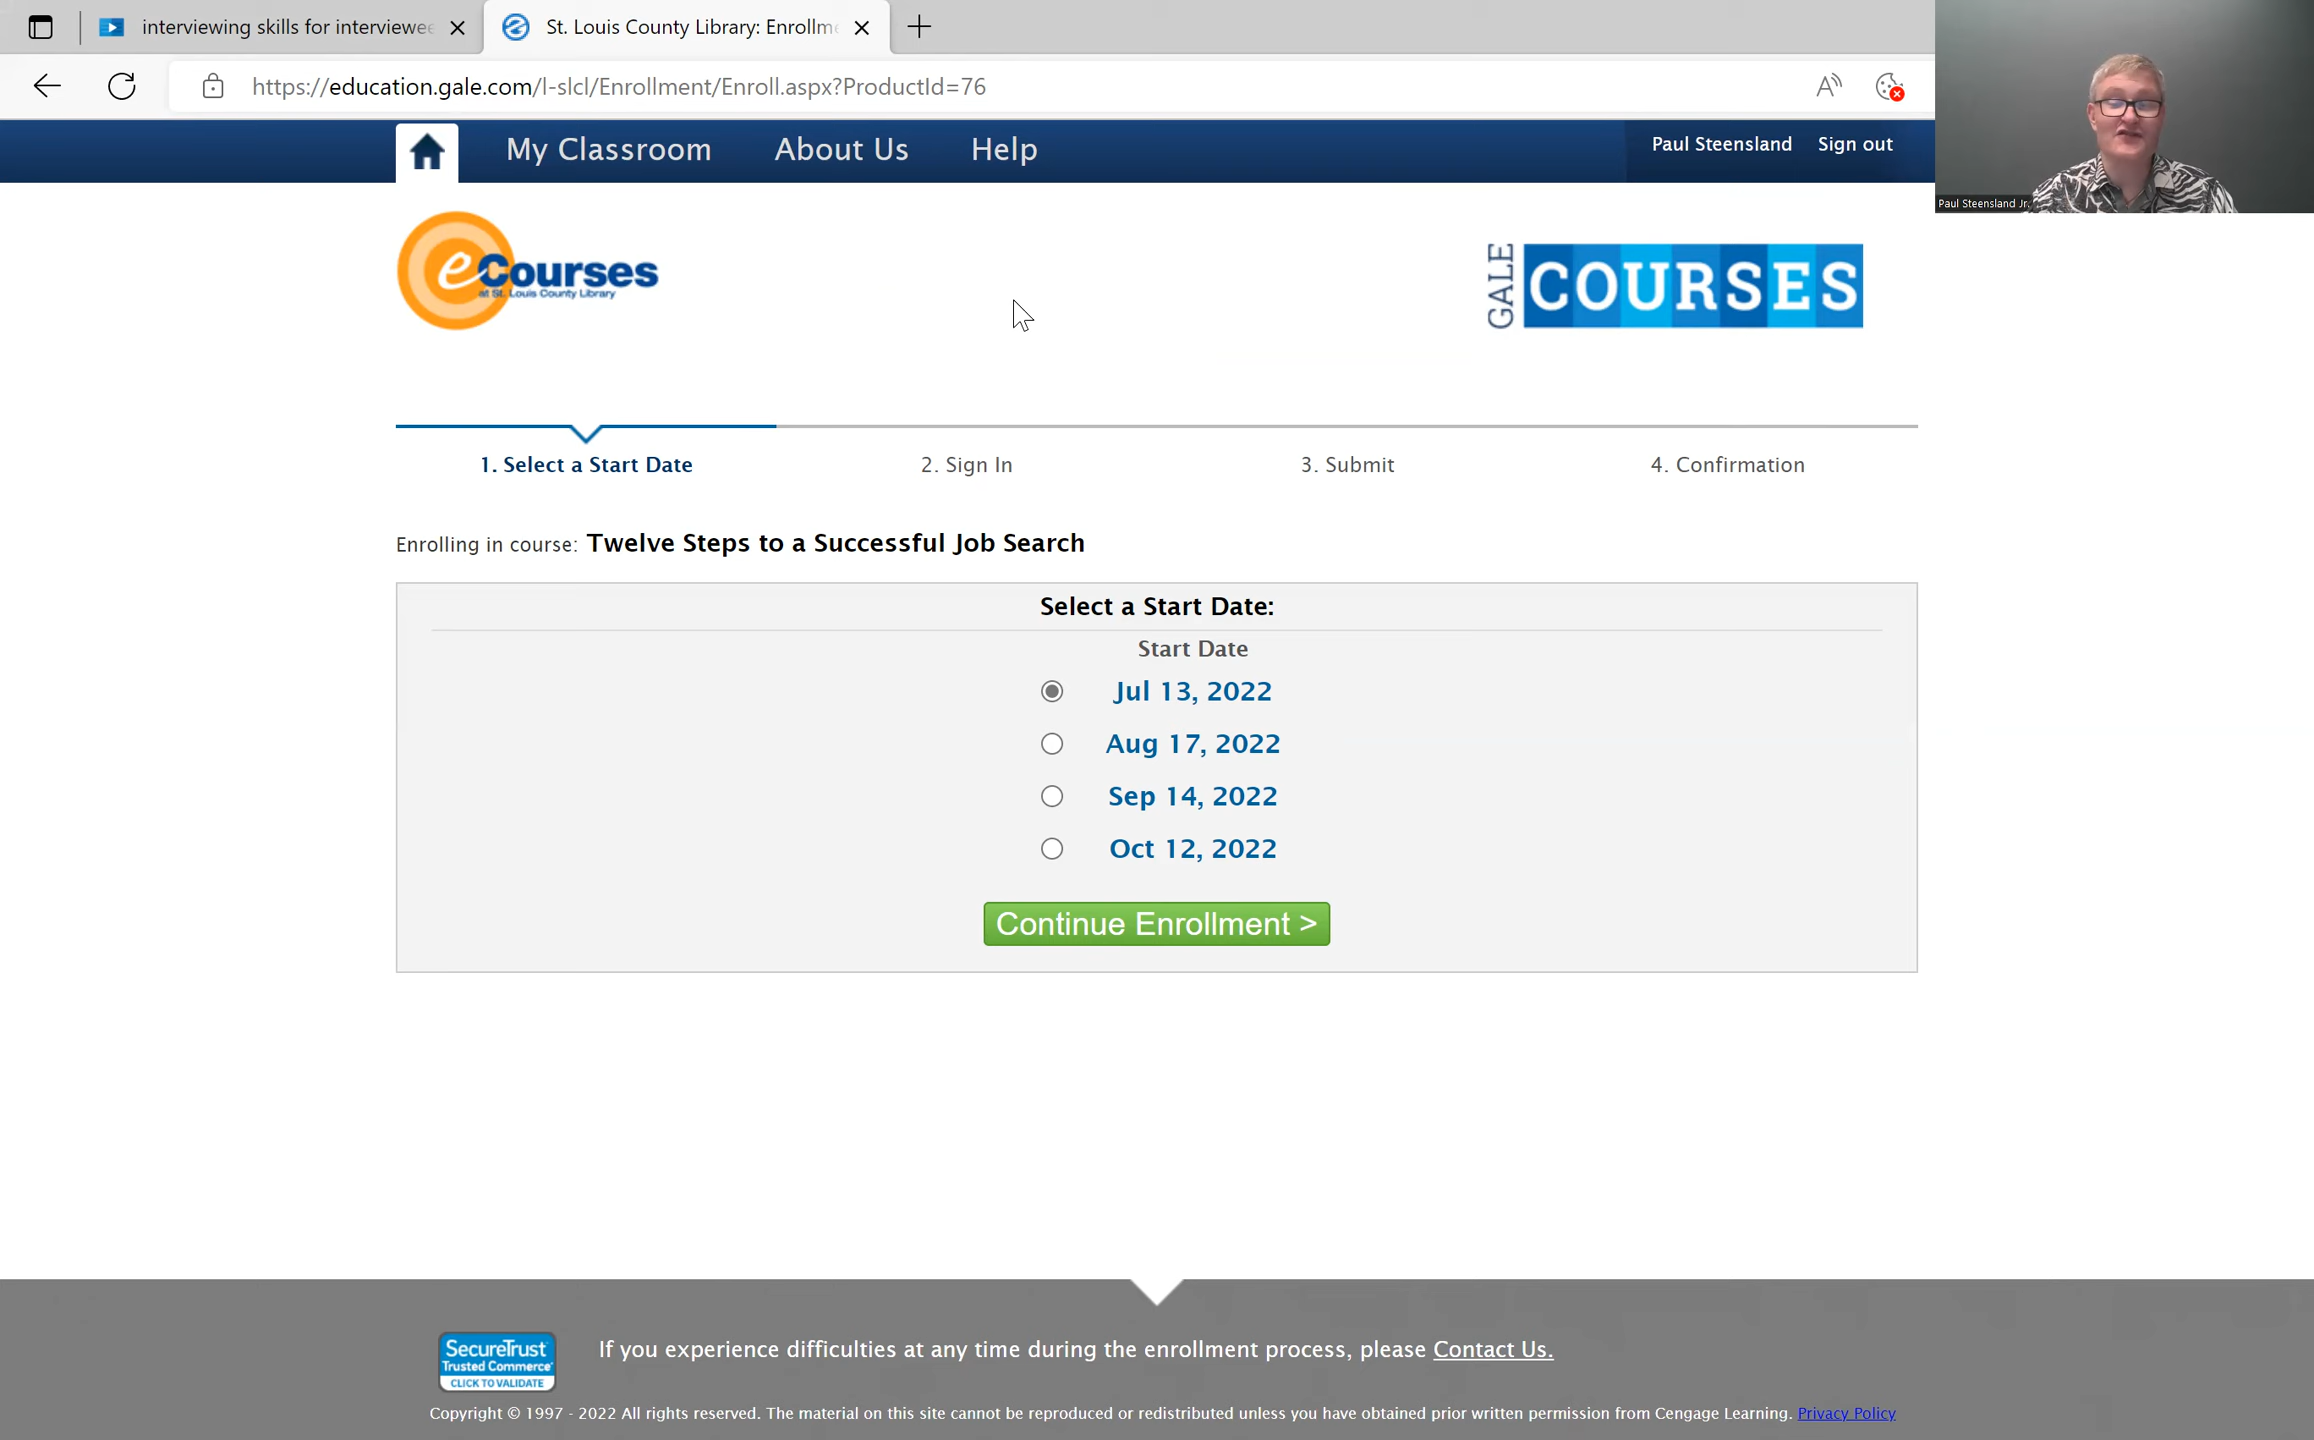 interviewing skills for interviewee
St. Louis County Library: Enrollm
https://education.gale.com/l-slcl/Enrollment/Enroll.aspx?ProductId=76
My Classroom
About Us
Help
Paul Steensland
Sign out
Paul Steensland Jr.
eCourses
at St. Louis County Library
GALE
COURSES
1. Select a Start Date
2. Sign In
3. Submit
4. Confirmation
Enrolling in course: Twelve Steps to a Successful Job Search
Select a Start Date:
Start Date
Jul 13, 2022
Aug 17, 2022
Sep 14, 2022
Oct 12, 2022
Continue Enrollment >
SecureTrust
Trusted Commerce
CLICK TO VALIDATE
If you experience difficulties at any time during the enrollment process, please Contact Us.
Copyright © 1997 - 2022 All rights reserved. The material on this site cannot be reproduced or redistributed unless you have obtained prior written permission from Cengage Learning. Privacy Policy